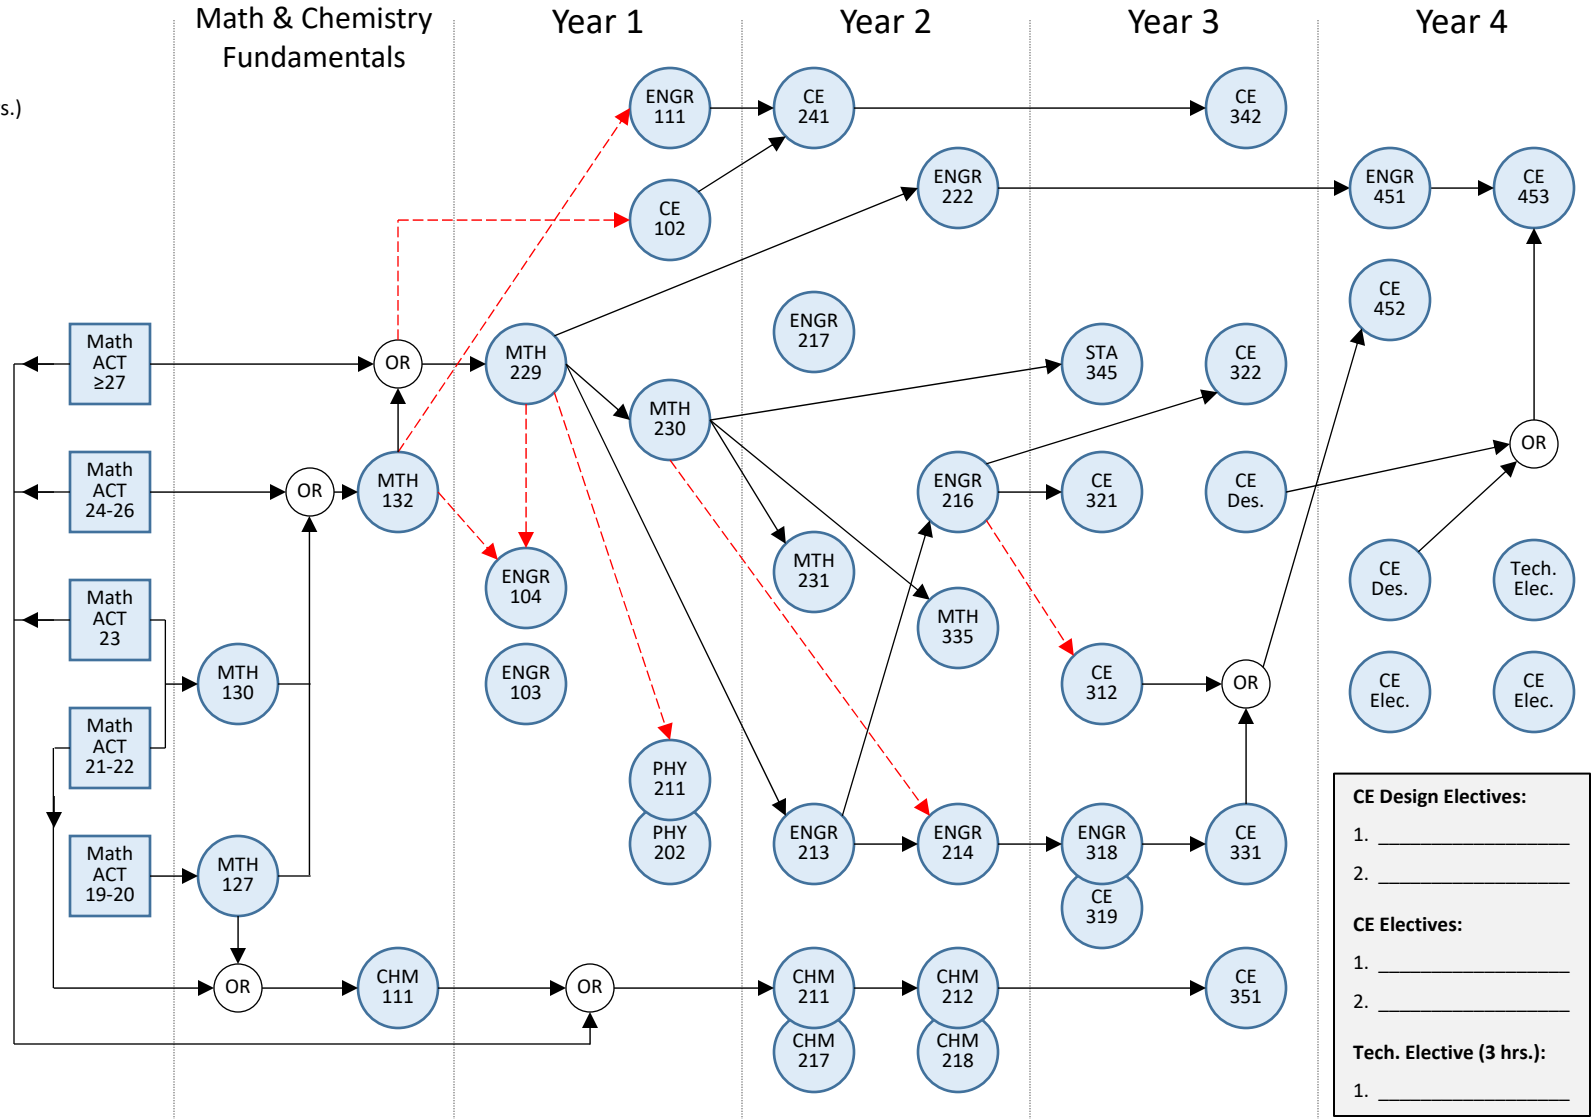 Math & Chemistry
Fundamentals
Year 1
Year 2
Year 3
Year 4
s.)
ENGR
111
CE
241
CE
342
CE
102
ENGR
222
ENGR
451
CE
453
CE
452
Math
ACT
≥27
OR
MTH
229
ENGR
217
STA
345
CE
322
MTH
230
OR
Math
ACT
24-26
OR
MTH
132
ENGR
216
CE
321
CE
Des.
Math
ACT
23
ENGR
104
MTH
231
MTH
335
CE
Des.
Tech.
Elec.
MTH
130
ENGR
103
CE
312
OR
CE
Elec.
CE
Elec.
Math
ACT
21-22
PHY
211
PHY
202
Math
ACT
19-20
MTH
127
ENGR
213
ENGR
214
ENGR
318
CE
319
CE
331
OR
CHM
111
OR
CHM
211
CHM
217
CHM
212
CHM
218
CE
351
CE Design Electives:
1. __________________
2. __________________
CE Electives:
1. __________________
2. __________________
Tech. Elective (3 hrs.):
1. __________________